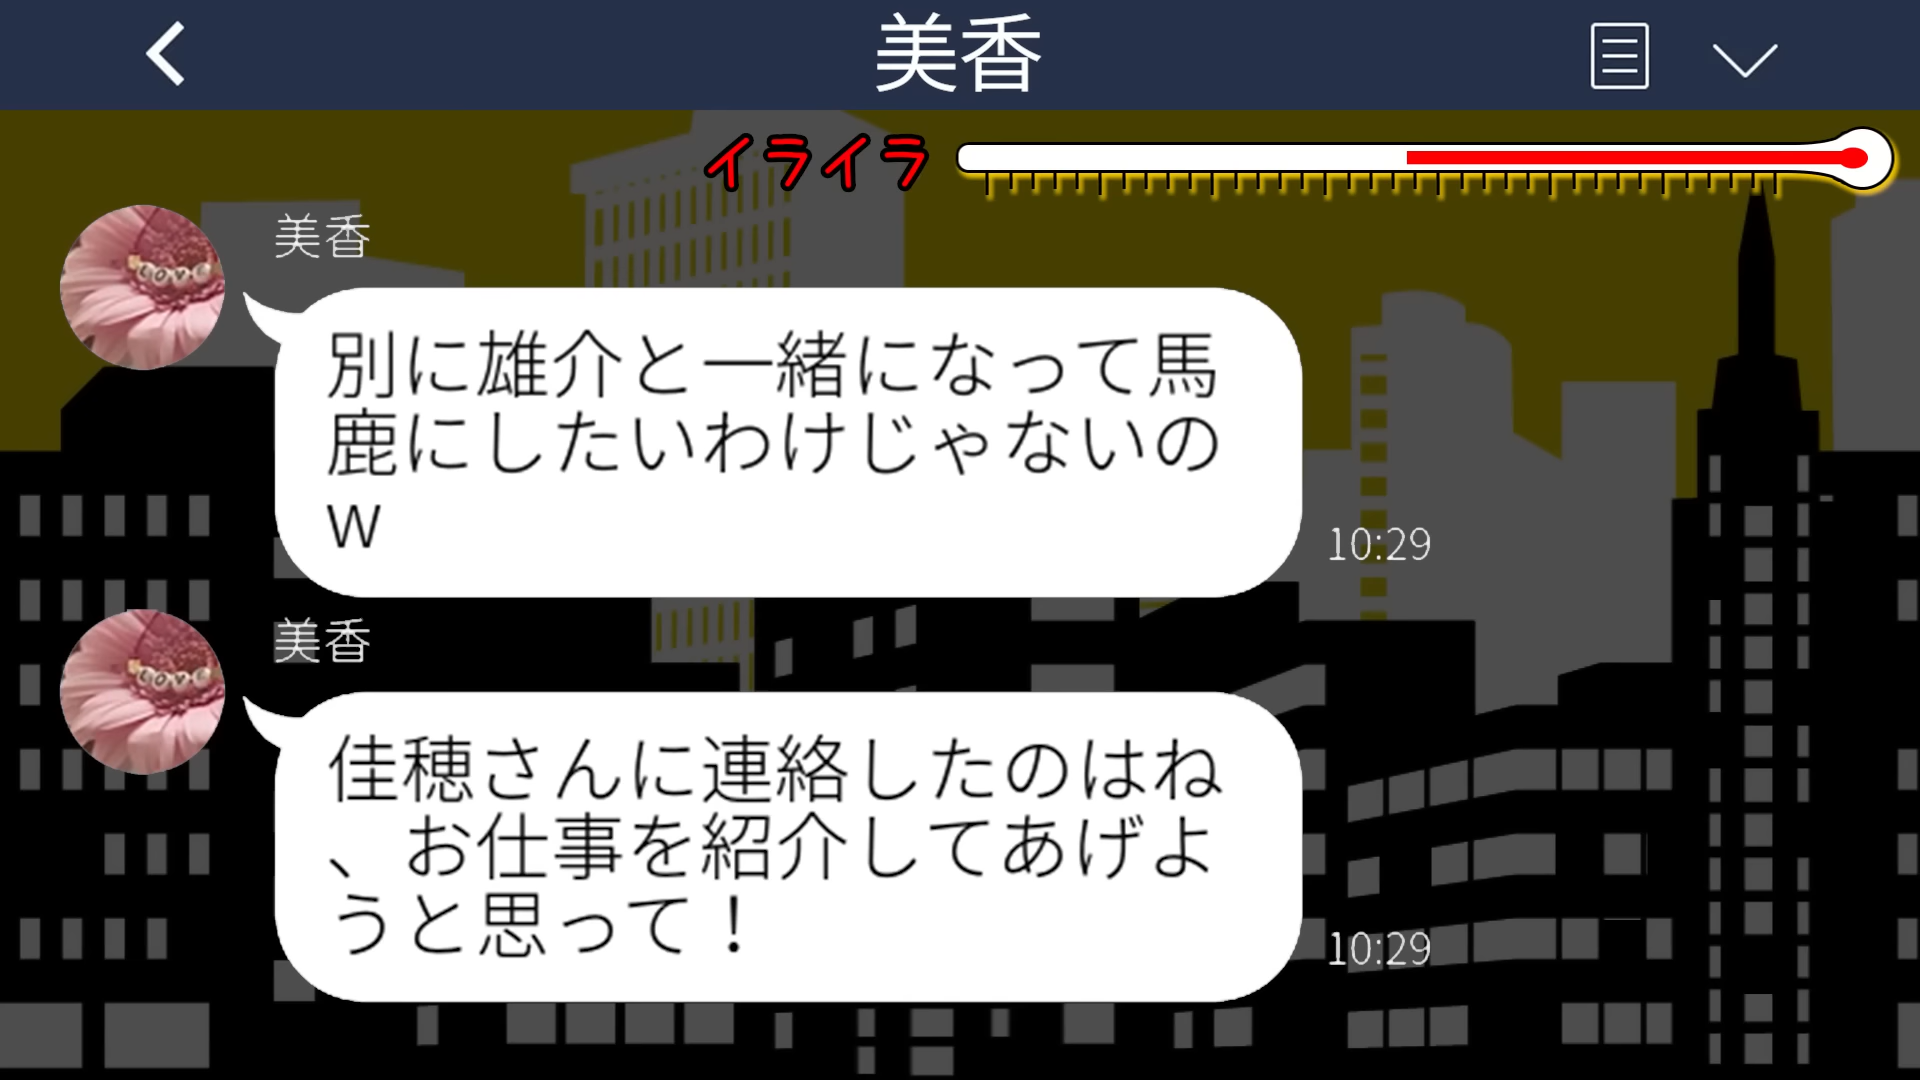 美香
イライラ
美香
別に雄介と一緒になって馬
鹿にしたいわけじゃないの
w
10:29
美香
佳穂さんに連絡したのはね
、お仕事を紹介してあげよ
うと思って！
10:29
LOVE
LOVE